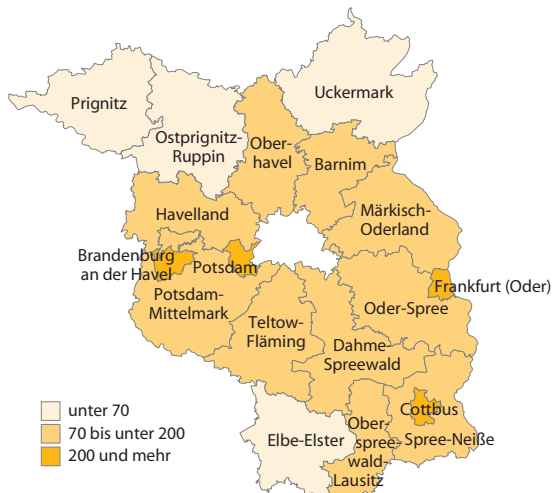 Uckermark
Prignitz
Ostprignitz-
Ruppin
Ober-
havel
Barnim
Havelland
Märkisch-
Oderland
Brandenburg
an der Havel
Potsdam
Frankfurt (Oder)
Potsdam-
Mittelmark
Oder-Spree
Teltow-
Fläming
Dahme-
Spreewald
Cottbus
Elbe-Elster
Ober-
spree-
wald
Lausitz
Spree-Neiße
unter 70
70 bis unter 200
200 und mehr